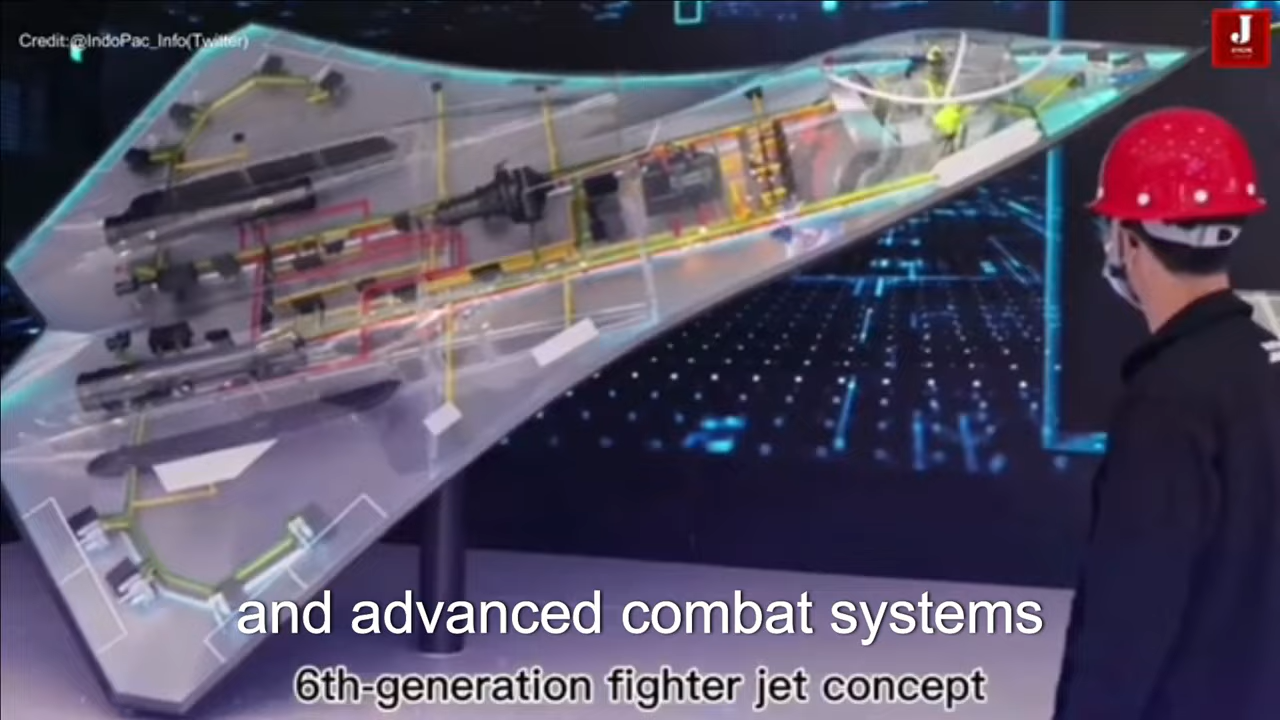 Credit:@IndoPac_Info(Twitter)
J
and advanced combat systems
6th-generation fighter jet concept